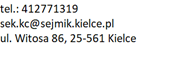 tel.: 412771319
sek.kc@sejmik.kielce.pl
ul. Witosa 86, 25-561 Kielce